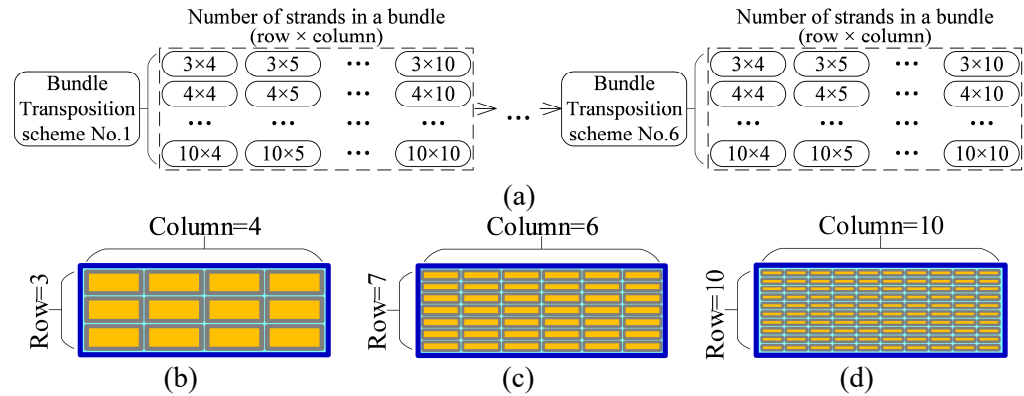 Number of strands in a bundle
(row × column)
Bundle
Transposition
scheme No.1
3×4 3×5 ••• 3×10
4×4 4×5 4×10
••• ••• •••
10×4 10×5 ••• 10×10
•••
Number of strands in a bundle
(row × column)
Bundle
Transposition
scheme No.6
3×4 3×5 ••• 3×10
4×4 4×5 4×10
••• ••• •••
10×4 10×5 ••• 10×10
(a)
Column=4
Row=3
(b)
Column=6
Row=7
(c)
Column=10
Row=10
(d)